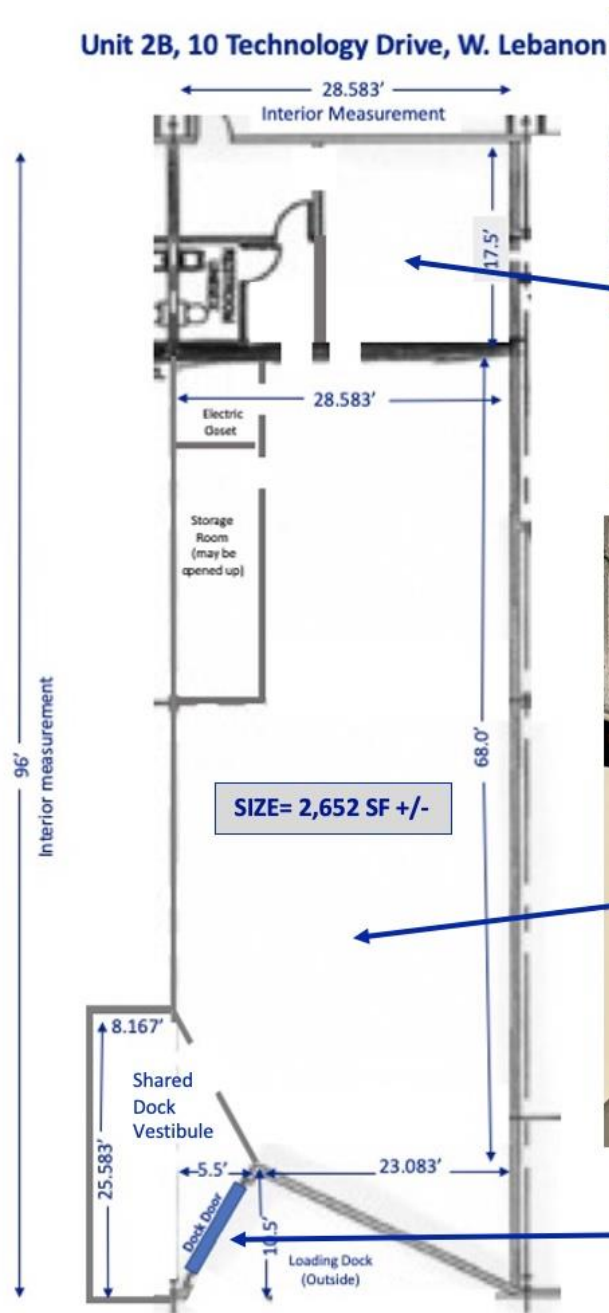 Unit 2B, 10 Technology Drive, W. Lebanon
28.583’
Interior Measurement
17.5’
28.583’
Electric
Closet
Storage
Room
(may be
opened up)
96’
Interior measurement
68.0’
SIZE= 2,652 SF +/-
8.167’
Shared
Dock
Vestibule
25.583’
5.5’
23.083’
Dock Door
10.5’
Loading Dock
(Outside)